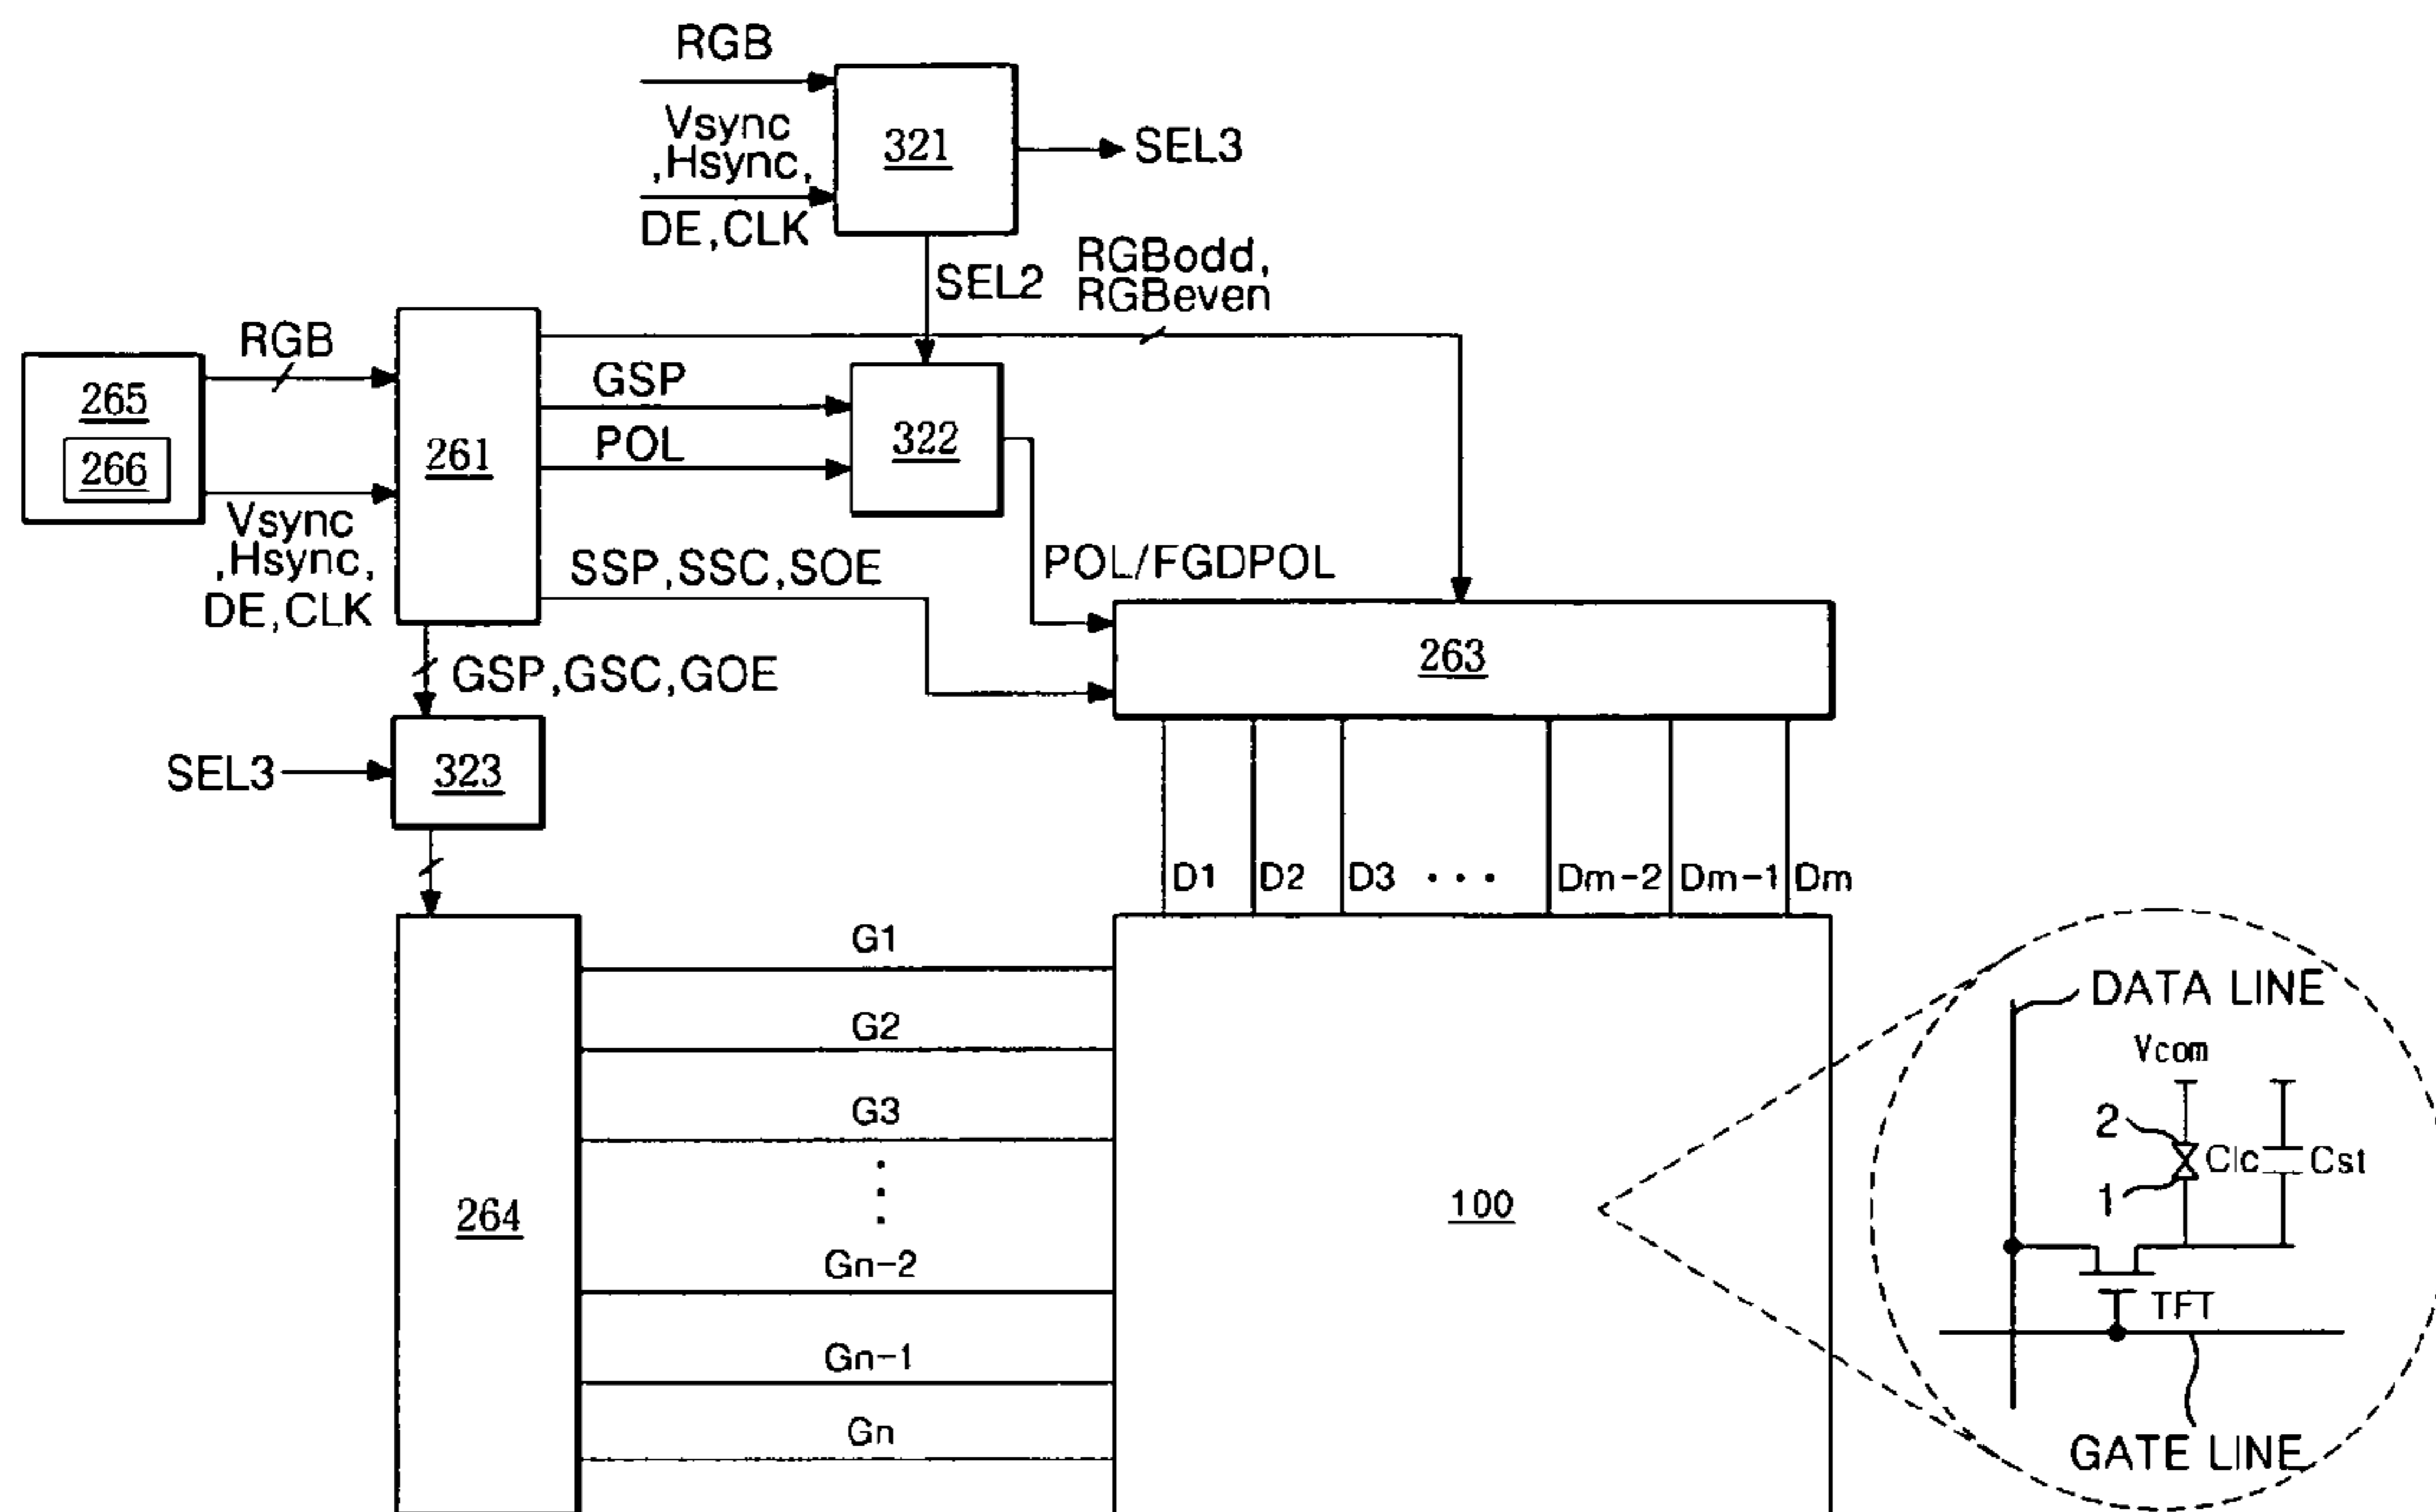 RGB
Vsync
,Hsync,
DE,CLK
321
SEL3
SEL2
RGBodd,
RGBeven
265
266
RGB
Vsync
,Hsync,
DE,CLK
261
GSP
POL
322
SSP,SSC,SOE
POL/FGDPOL
263
GSP,GSC,GOE
SEL3
323
D1 D2 D3 ... Dm-2 Dm-1 Dm
264
G1
G2
G3
Gn-2
Gn-1
Gn
100
DATA LINE
Vcom
2
Clc
Cst
1
TFT
GATE LINE